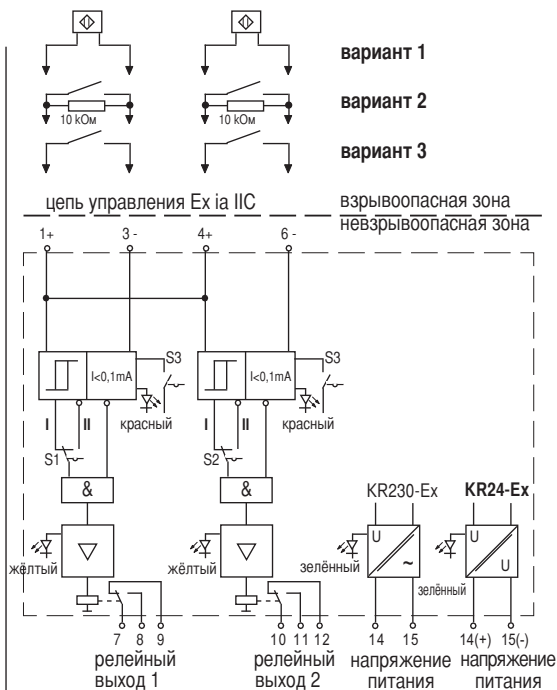 вариант 1
вариант 2
10 kОм 10 kОм
вариант 3
цепь управления Ex ia IIC взрывоопасная зона
невзрывоопасная зона
1+ 3 - 4+ 6 -
S3 S3
I<0,1mA I<0,1mA
I II красный I II красный
S1 S2
& & KR230-Ex KR24-Ex
U U
жёлтый жёлтый зелёный ~ зелёный U
7 8 9 10 11 12 14 15 14(+) 15(-)
релейный релейный напряжение напряжение
выход 1 выход 2 питания питания